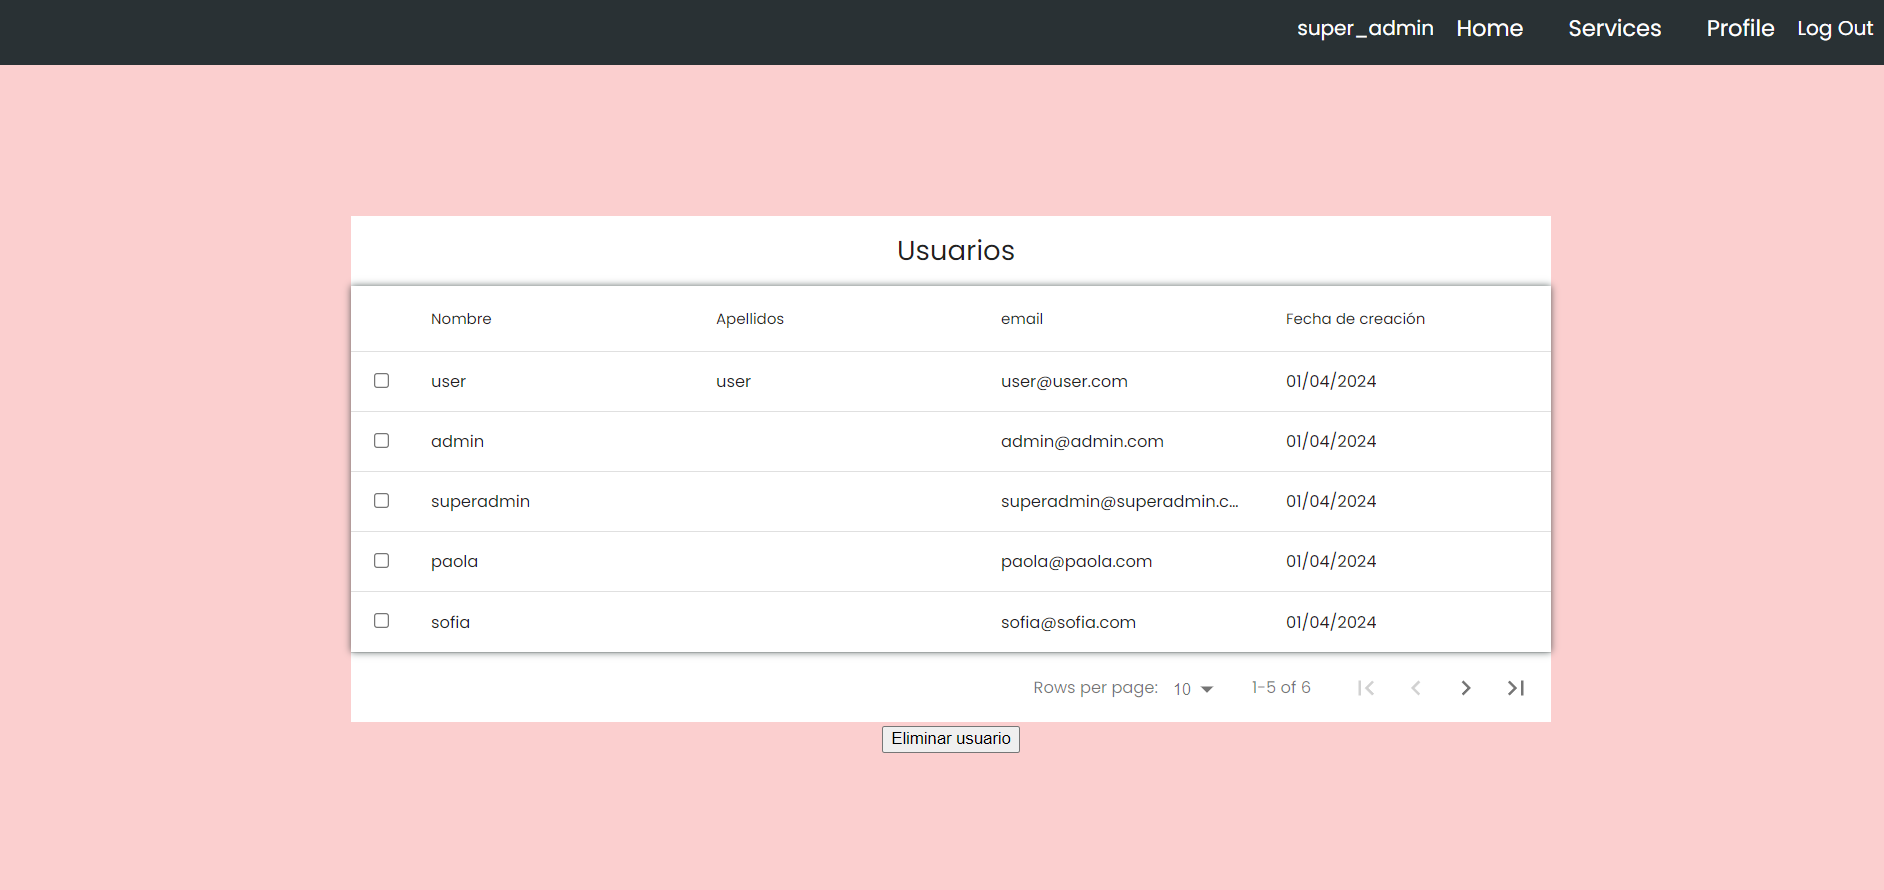 super_admin Home Services Profile Log Out
Usuarios
Nombre Apellidos email Fecha de creación
user user user@user.com 01/04/2024
admin admin@admin.com 01/04/2024
superadmin superadmin@superadmin.c... 01/04/2024
paola paola@paola.com 01/04/2024
sofia sofia@sofia.com 01/04/2024
Rows per page: 10 1-5 of 6
Eliminar usuario